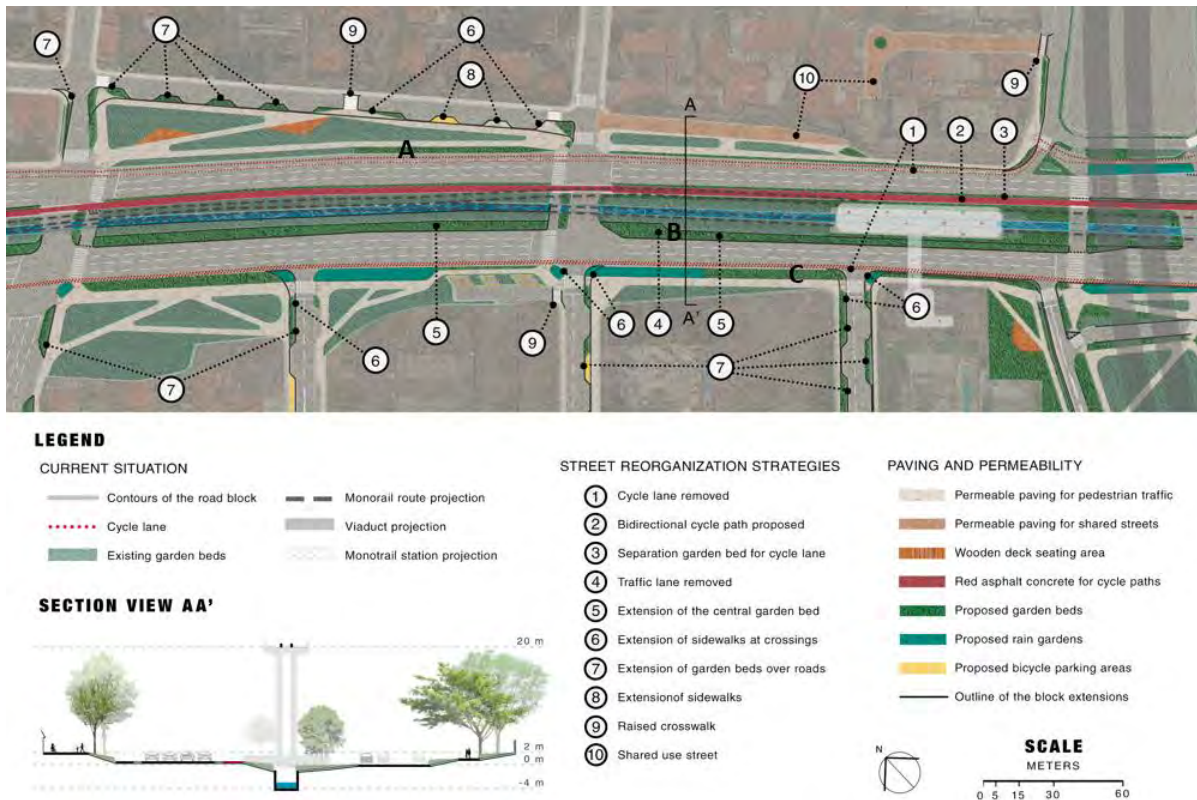 7
7
9
6
8
10
9
A
1
2
3
A
B
C
5
9
6
4
A'
5
6
6
7
7
LEGEND
CURRENT SITUATION
Contours of the road block
Cycle lane
Existing garden beds
Monorail route projection
Viaduct projection
Monotrail station projection
SECTION VIEW AA'
20 m
2 m
0 m
-4 m
STREET REORGANIZATION STRATEGIES
1 Cycle lane removed
2 Bidirectional cycle path proposed
3 Separation garden bed for cycle lane
4 Traffic lane removed
5 Extension of the central garden bed
6 Extension of sidewalks at crossings
7 Extension of garden beds over roads
8 Extensionof sidewalks
9 Raised crosswalk
10 Shared use street
PAVING AND PERMEABILITY
Permeable paving for pedestrian traffic
Permeable paving for shared streets
Wooden deck seating area
Red asphalt concrete for cycle paths
Proposed garden beds
Proposed rain gardens
Proposed bicycle parking areas
Outline of the block extensions
N
SCALE
METERS
0 5 15 30 60